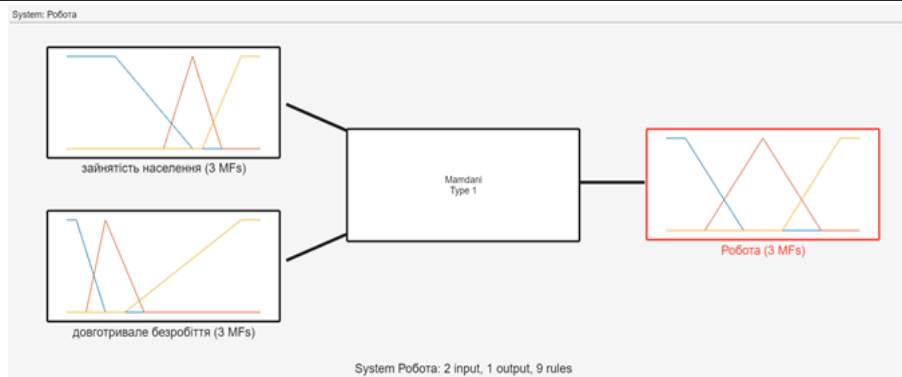 System: Робота
зайнятість населення (3 MFs)
Mamdani
Type 1
Робота (3 MFs)
довготривале безробіття (3 MFs)
System Робота: 2 input, 1 output, 9 rules